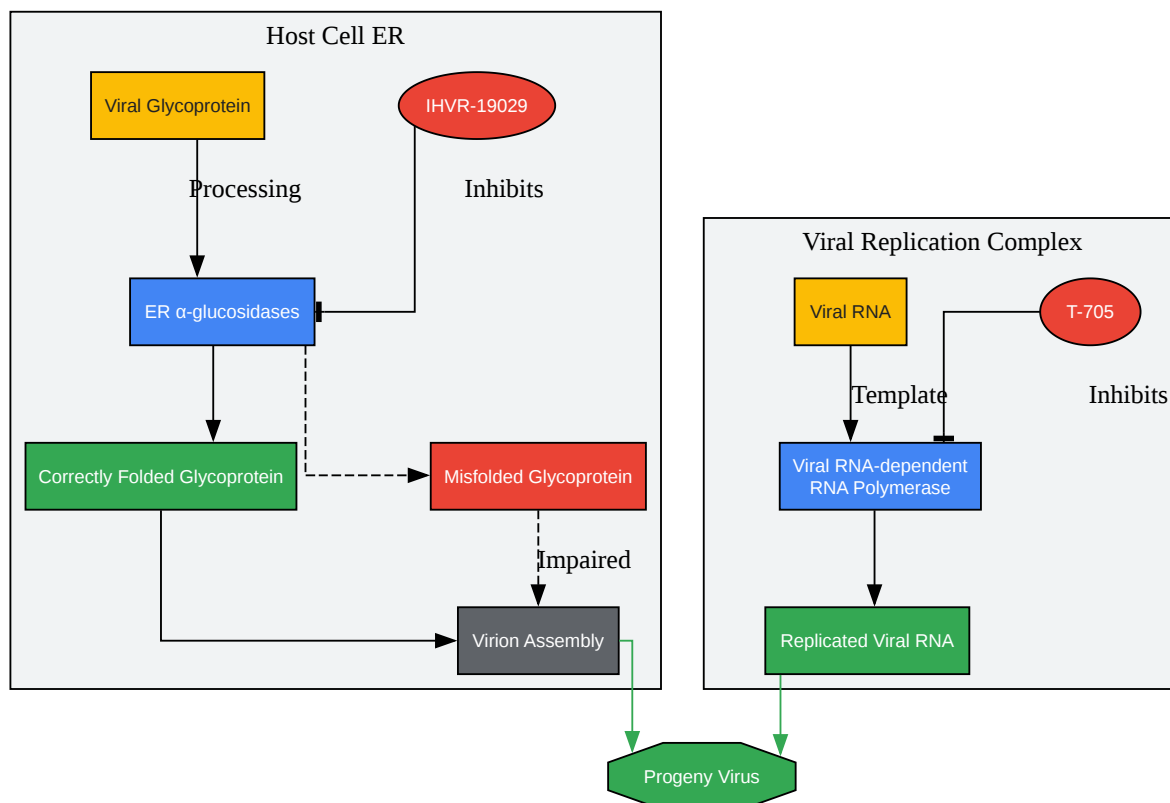 Host Cell ER
Viral Glycoprotein
IHVR-19029
Processing
Inhibits
ER α-glucosidases
Correctly Folded Glycoprotein
Misfolded Glycoprotein
Impaired
Virion Assembly
Viral Replication Complex
Viral RNA
T-705
Template
Inhibits
Viral RNA-dependent
RNA Polymerase
Replicated Viral RNA
Progeny Virus